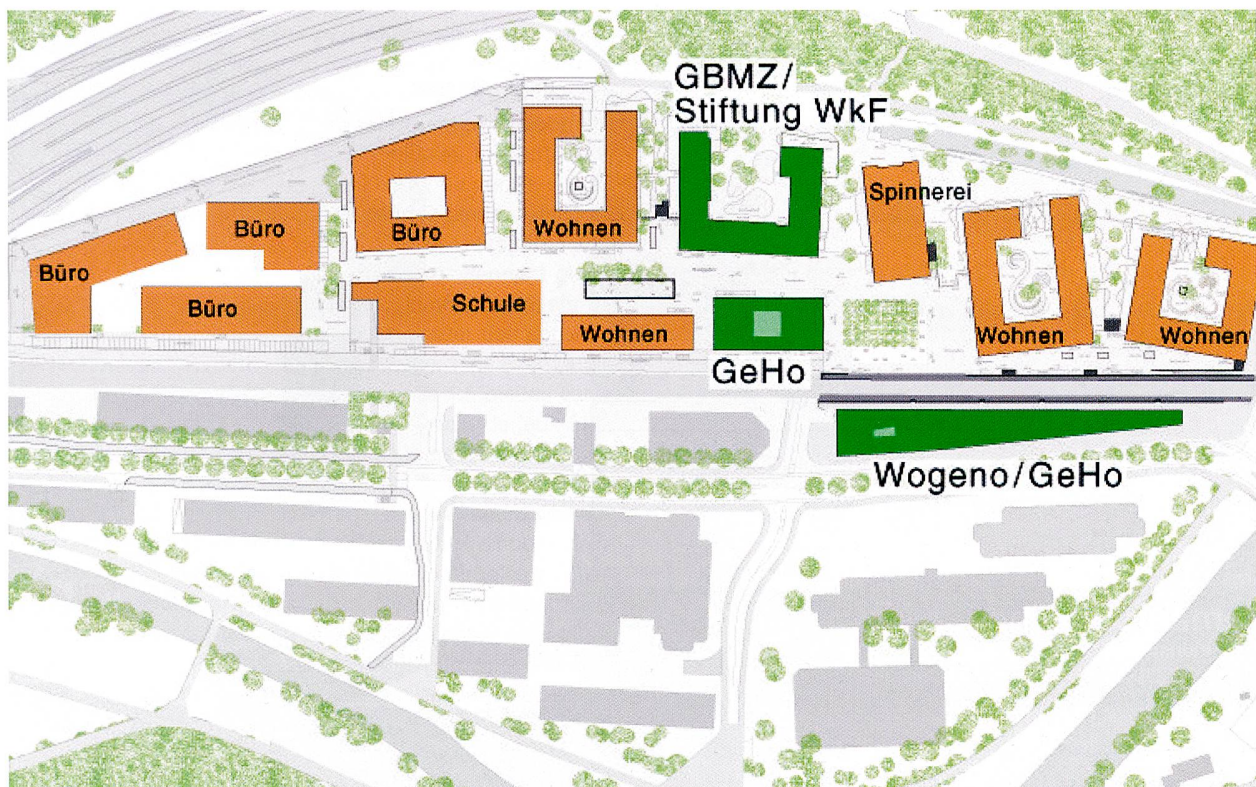 GBMZ/
Stiftung WkF
Spinnerei
Büro
Büro
Wohnen
Büro
Büro
Schule
Wohnen
Wohnen
Wohnen
GeHo
Wogeno/GeHo